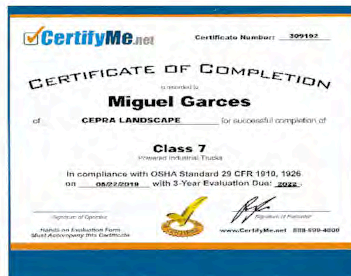 CertifyMe.net
Certificate Number: 309192
CERTIFICATE OF COMPLETION
is awarded to
Miguel Garces
of CEPRA LANDSCAPE for successful completion of
Class 7
Powered Industrial Trucks
In compliance with OSHA Standard 29 CFR 1910, 1926
on 08/22/2019 with 3-Year Evaluation Due: 2022.
Signature of Operator
Signature of
Hands on Evaluation Form
Must Accompany this Certificate
www.CertifyMe.net 888-699-4800